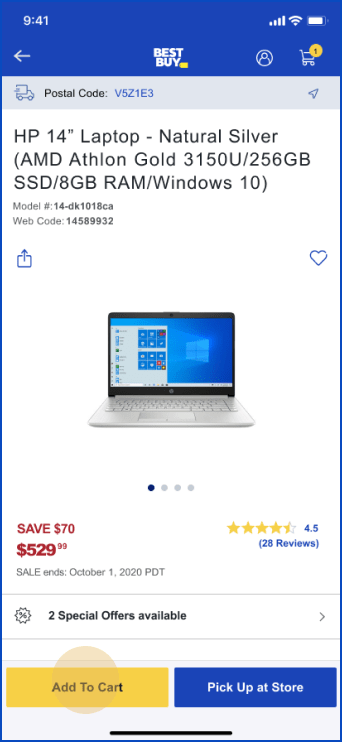 9:41
BEST BUY
1
Postal Code: V5Z1E3
HP 14” Laptop - Natural Silver
(AMD Athlon Gold 3150U/256GB
SSD/8GB RAM/Windows 10)
Model #:14-dk1018ca
Web Code:14589932
SAVE $70
4.5
$529 99
(28 Reviews)
SALE ends: October 1, 2020 PDT
2 Special Offers available
Add To Cart
Pick Up at Store